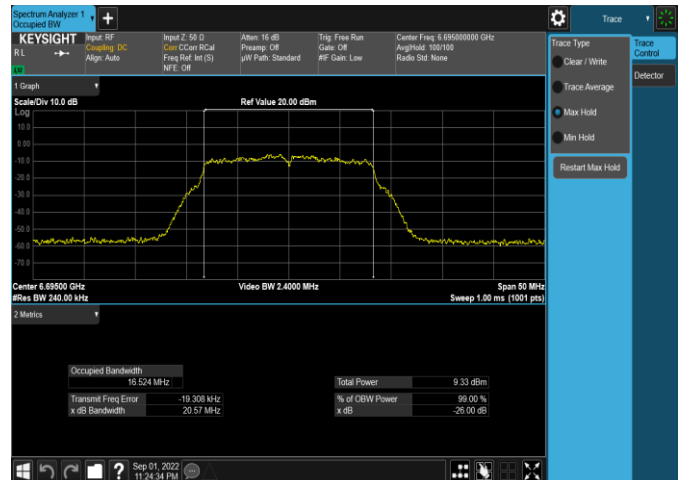 Spectrum Analyzer 1
Occupied BW
Trace
KEYSIGHT
RL
Input: RF
Coupling: DC
Align: Auto
Input Z: 50 Ω
Corr CCorr RCal
Freq Ref: Int (S)
NFE: Off
Atten: 16 dB
Preamp: Off
µW Path: Standard
Trig: Free Run
Gate: Off
#IF Gain: Low
Center Freq: 6.695000000 GHz
Avg|Hold: 100/100
Radio Std: None
Trace Type
Clear / Write
Trace Average
Max Hold
Min Hold
Restart Max Hold
Trace
Control
Detector
1 Graph
Scale/Div 10.0 dB
Ref Value 20.00 dBm
Log
10.0
0.00
-10.0
-20.0
-30.0
-40.0
-50.0
-60.0
-70.0
Center 6.69500 GHz
Video BW 2.4000 MHz
Span 50 MHz
#Res BW 240.00 kHz
Sweep 1.00 ms (1001 pts)
2 Metrics
Occupied Bandwidth
16.524 MHz
Total Power 9.33 dBm
Transmit Freq Error -19.308 kHz
% of OBW Power 99.00 %
x dB Bandwidth 20.57 MHz
x dB -26.00 dB
Sep 01, 2022
11:24:34 PM